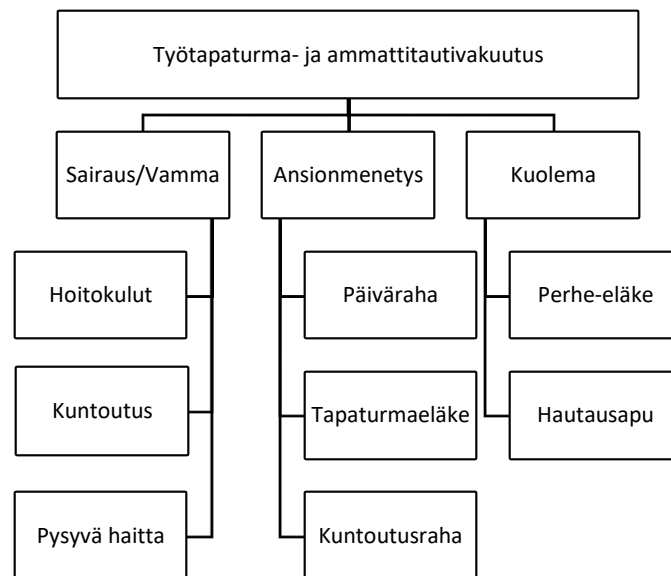 Työtapaturma- ja ammattitautivakuutus
Sairaus/Vamma
Ansionmenetys
Kuolema
Hoitokulut
Päiväraha
Perhe-eläke
Kuntoutus
Tapaturmaeläke
Hautausapu
Pysyvä haitta
Kuntoutusraha